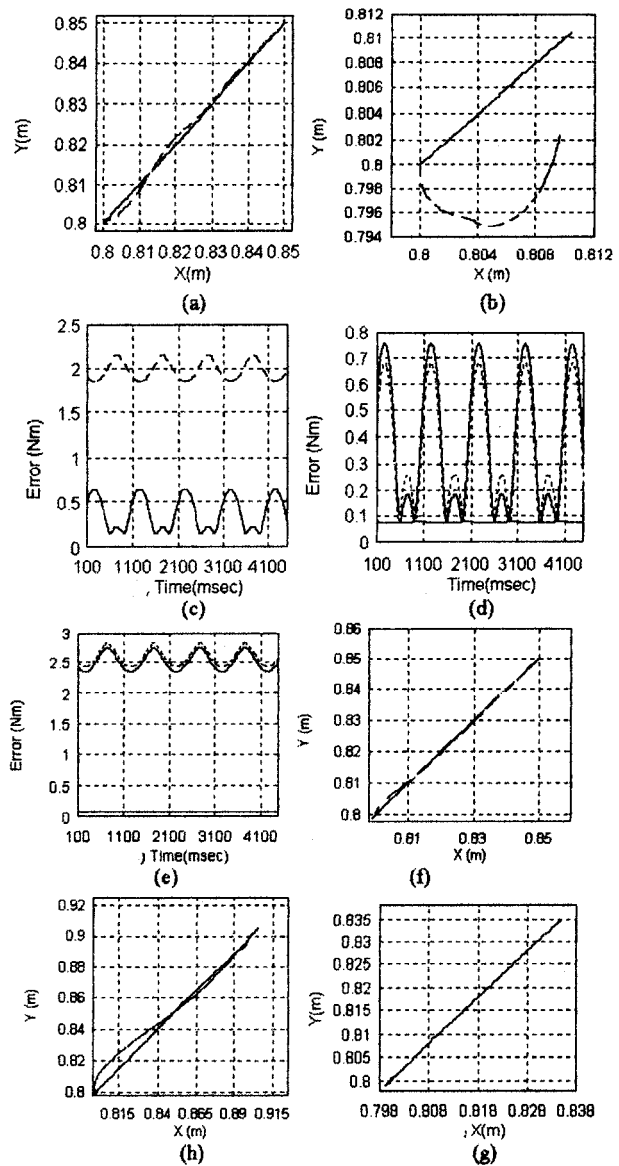 0.85
0.84
0.83
0.82
0.81
0.8
Y(m)
0.8 0.81 0.82 0.83 0.84 0.85
X(m)
(a)
0.812
0.81
0.808
0.806
0.804
0.802
0.8
0.798
0.796
0.794
Y (m)
0.8 0.804 0.808 0.812
X (m)
(b)
2.5
2
1.5
1
0.5
0
Error (Nm)
100 1100 2100 3100 4100
Time(msec)
(c)
0.8
0.7
0.6
0.5
0.4
0.3
0.2
0.1
0
Error (Nm)
100 1100 2100 3100 4100
Time(msec)
(d)
3
2.5
2
1.5
1
0.5
0
Error (Nm)
100 1100 2100 3100 4100
Time(msec)
(e)
0.86
0.85
0.84
0.83
0.82
0.81
0.8
Y (m)
0.81 0.83 0.85
X (m)
(f)
0.92
0.9
0.88
0.86
0.84
0.82
0.8
Y (m)
0.815 0.84 0.865 0.89 0.915
X (m)
(h)
0.835
0.83
0.825
0.82
0.815
0.81
0.805
0.8
Y(m)
0.798 0.808 0.818 0.828 0.838
X(m)
(g)